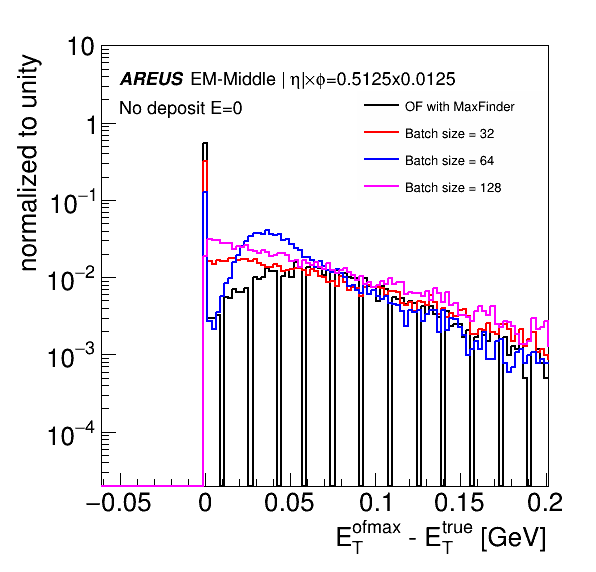 10
AREUS EM-Middle | η|×ϕ=0.5125x0.0125
No deposit E=0
OF with MaxFinder
Batch size = 32
Batch size = 64
Batch size = 128
normalized to unity
1
10⁻¹
10⁻²
10⁻³
10⁻⁴
−0.05 0 0.05 0.1 0.15 0.2
E_T^ofmax - E_T^true [GeV]